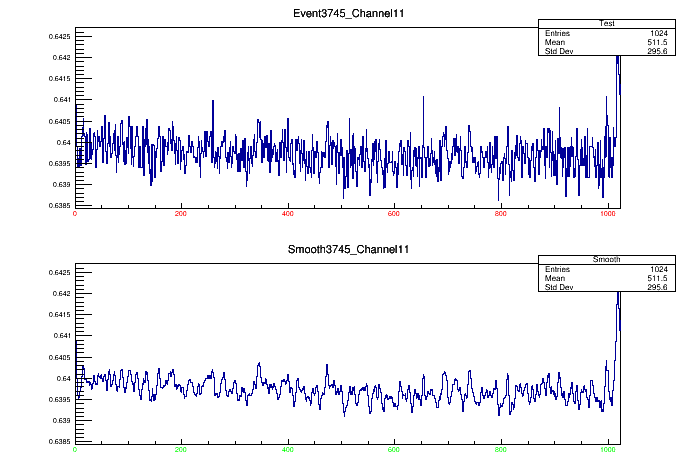 Event3745_Channel11
Test
Entries 1024
Mean 511.5
Std Dev 295.6
0.6425
0.642
0.6415
0.641
0.6405
0.64
0.6395
0.639
0.6385
0 200 400 600 800 1000
Smooth3745_Channel11
Smooth
Entries 1024
Mean 511.5
Std Dev 295.6
0.6425
0.642
0.6415
0.641
0.6405
0.64
0.6395
0.639
0.6385
0 200 400 600 800 1000